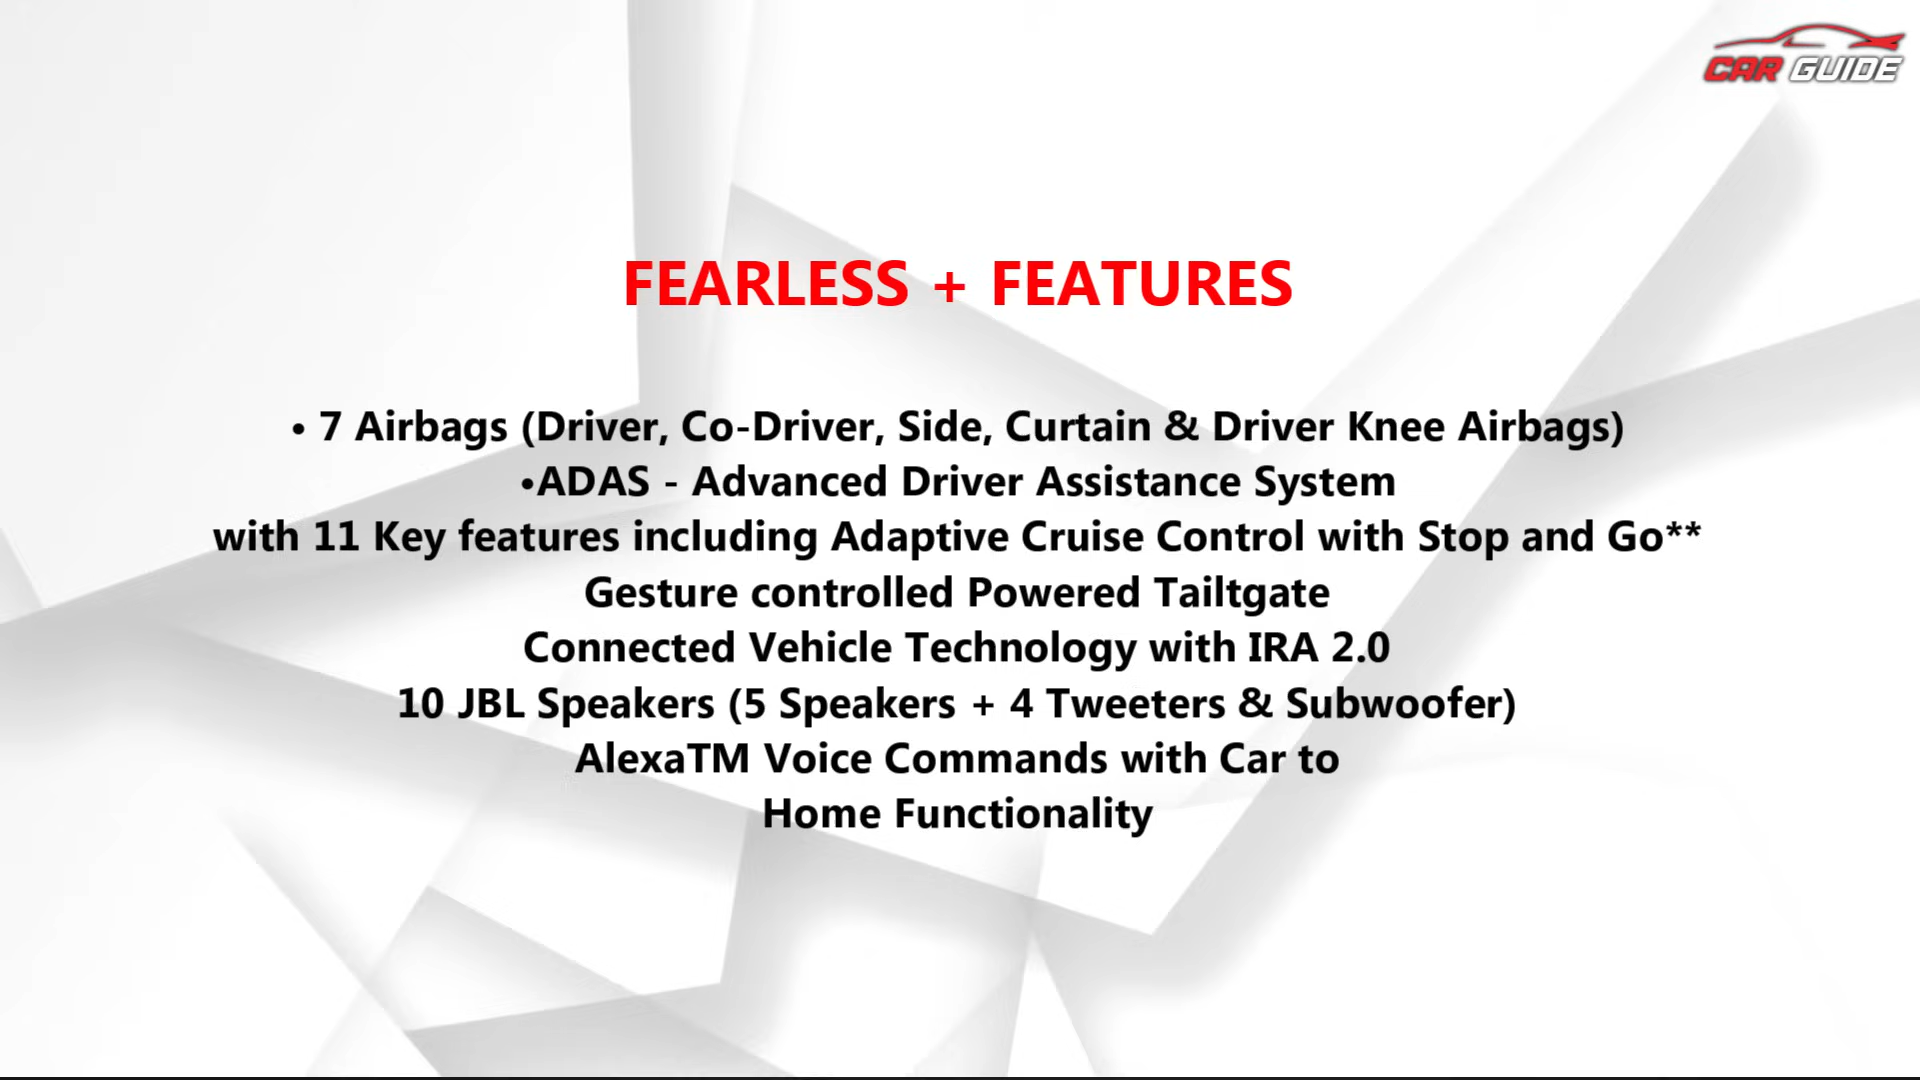 CAR GUIDE
FEARLESS + FEATURES
• 7 Airbags (Driver, Co-Driver, Side, Curtain & Driver Knee Airbags)
•ADAS - Advanced Driver Assistance System
with 11 Key features including Adaptive Cruise Control with Stop and Go**
Gesture controlled Powered Tailtgate
Connected Vehicle Technology with IRA 2.0
10 JBL Speakers (5 Speakers + 4 Tweeters & Subwoofer)
AlexaTM Voice Commands with Car to
Home Functionality